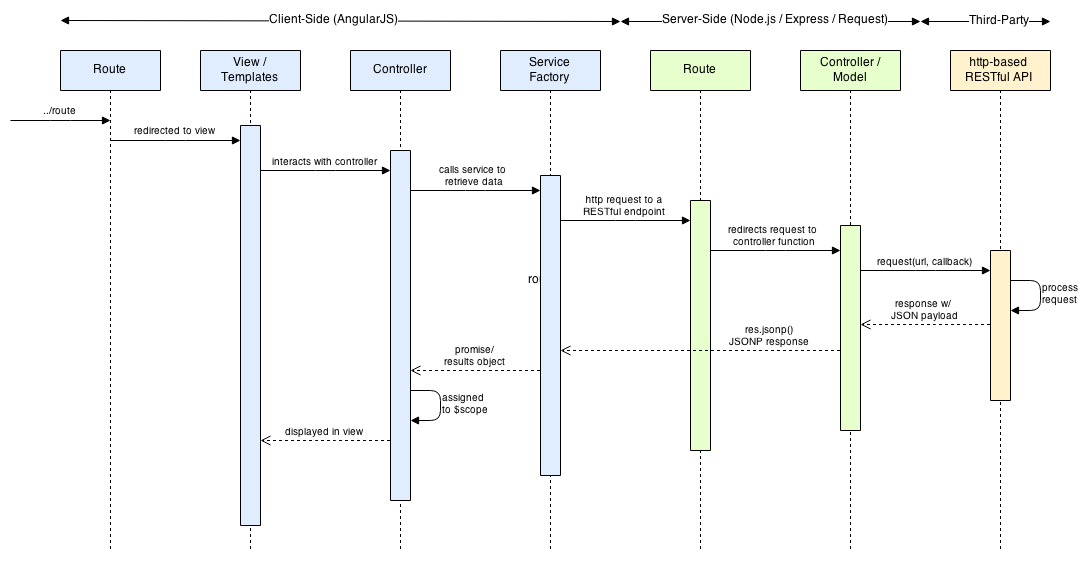 Client-Side (AngularJS)
Server-Side (Node.js / Express / Request)
Third-Party
Route
View /
Templates
Controller
Service
Factory
Route
Controller /
Model
http-based
RESTful API
../route
redirected to view
interacts with controller
calls service to
retrieve data
http request to a
RESTful endpoint
redirects request to
controller function
request(url, callback)
process
request
response w/
JSON payload
res.jsonp()
JSONP response
promise/
results object
assigned
to $scope
displayed in view